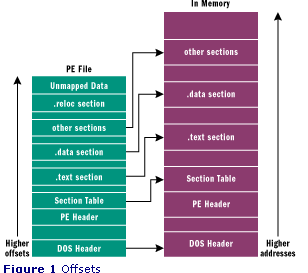 In Memory
PE File
other sections
Unmapped Data
.reloc section
.data section
other sections
.text section
.data section
.text section
Section Table
Section Table
PE Header
PE Header
Higher
offsets
DOS Header
DOS Header
Higher
addresses
Figure 1 Offsets